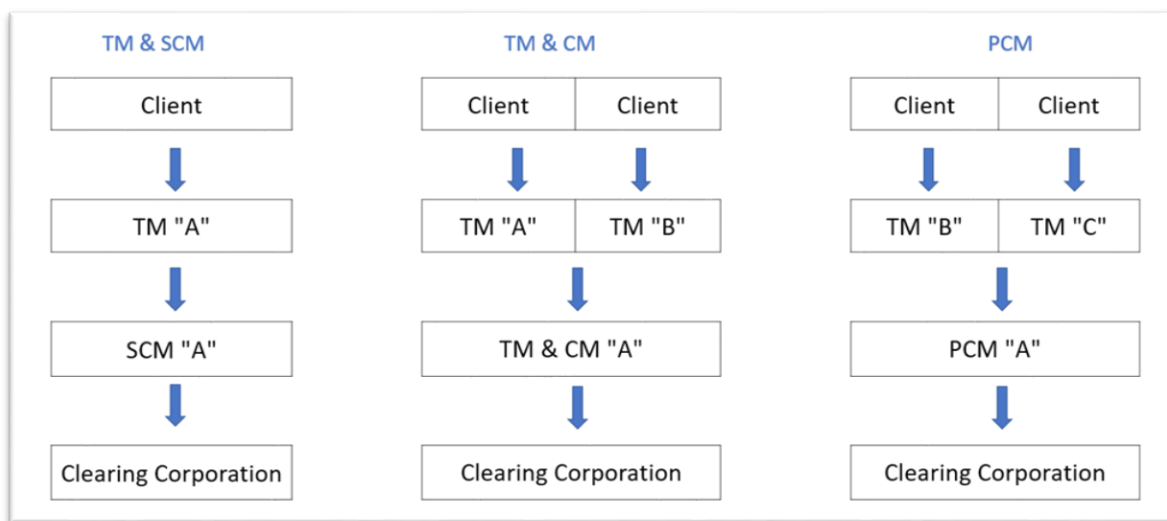 TM & SCM
TM & CM
PCM
Client
Client
Client
Client
Client
TM "A"
TM "A"
TM "B"
TM "B"
TM "C"
SCM "A"
TM & CM "A"
PCM "A"
Clearing Corporation
Clearing Corporation
Clearing Corporation